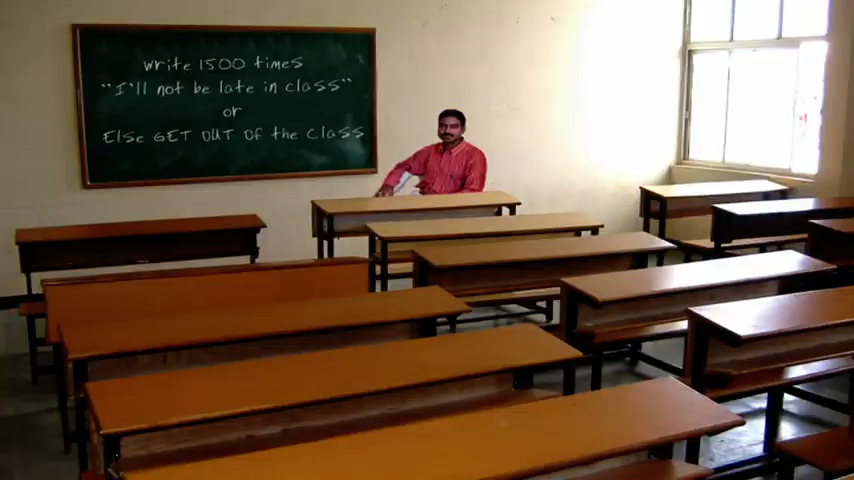 write 1500 times
"I'll not be late in class"
or
Else GET OUT OF the class